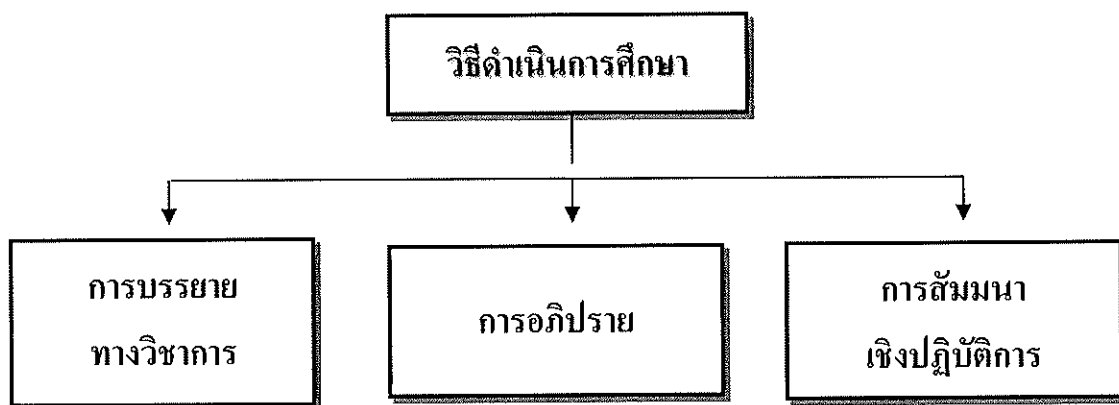 วิธีดำเนินการศึกษา
การบรรยาย
ทางวิชาการ
การอภิปราย
การสัมมนา
เชิงปฏิบัติการ